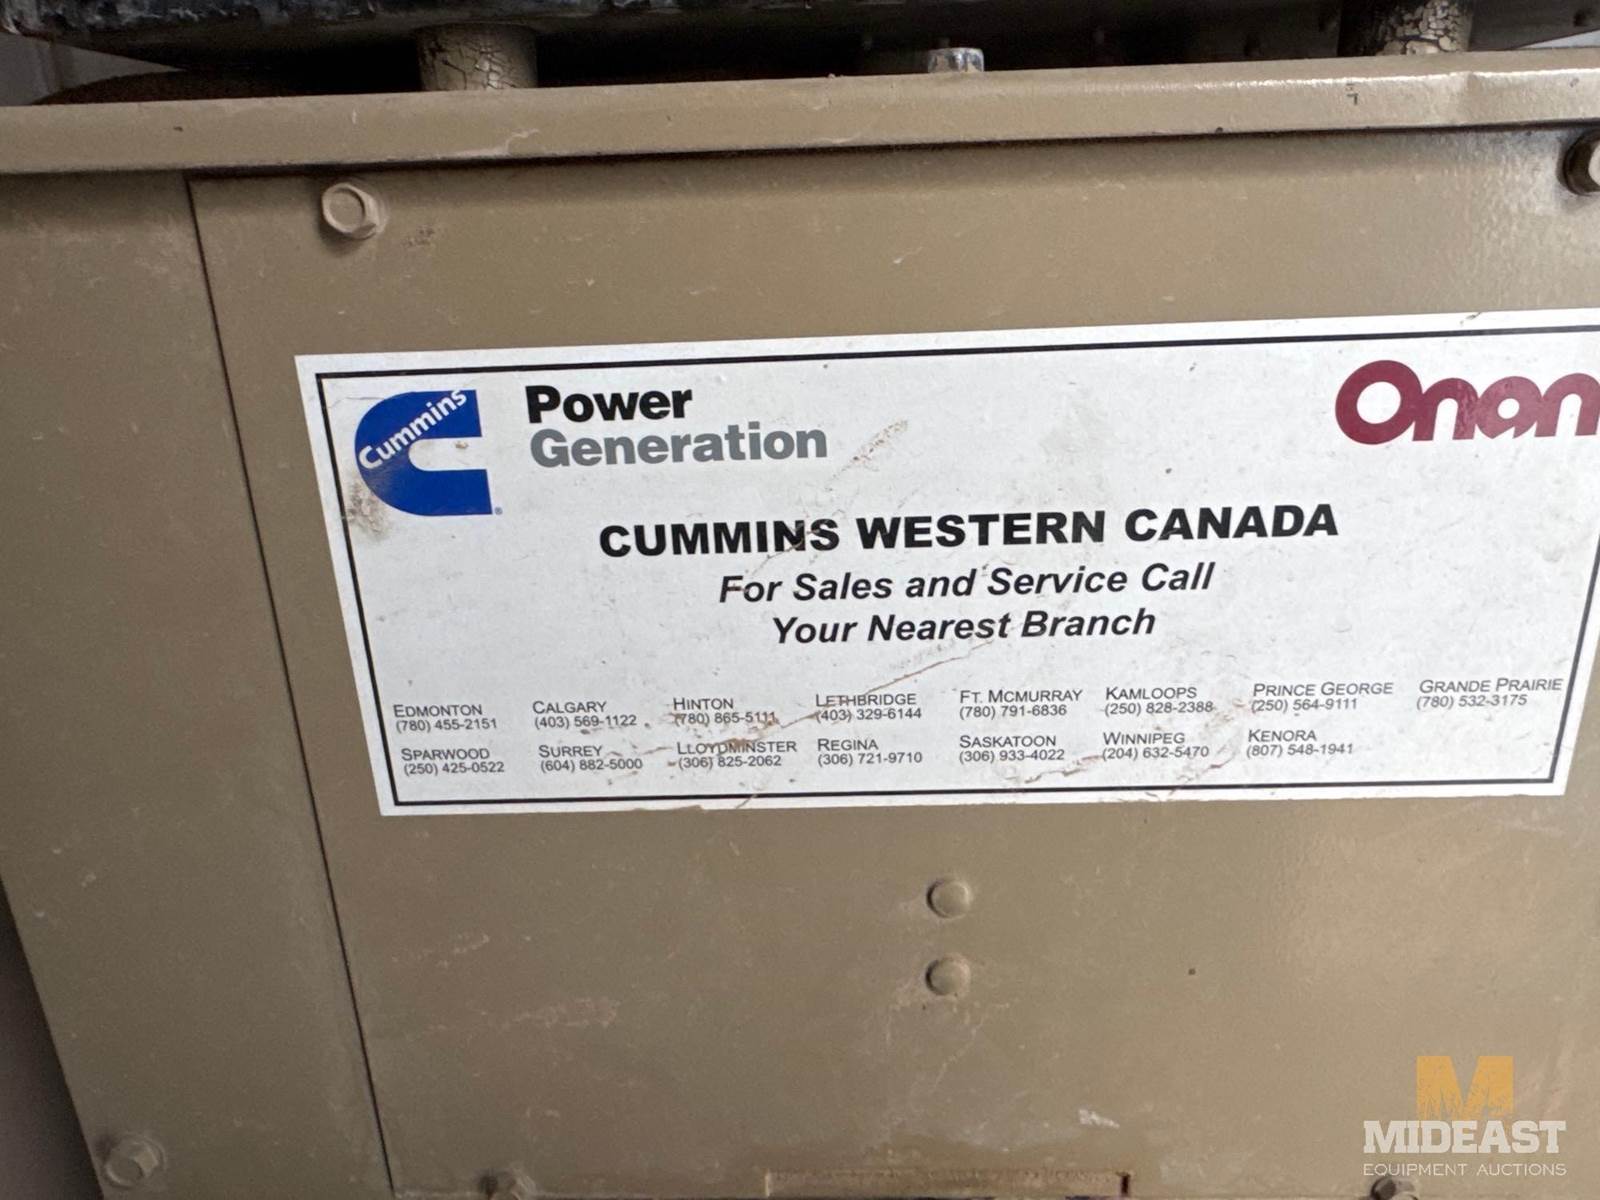 Cummins
Power
Generation
Onan
CUMMINS WESTERN CANADA
For Sales and Service Call
Your Nearest Branch
EDMONTON CALGARY HINTON LETHBRIDGE FT. MCMURRAY KAMLOOPS PRINCE GEORGE GRANDE PRAIRIE
(780) 455-2151 (403) 569-1122 (780) 865-5111 (403) 329-6144 (780) 791-6836 (250) 828-2388 (250) 564-9111 (780) 532-3175
SPARWOOD SURREY LLOYDMINSTER REGINA SASKATOON WINNIPEG KENORA
(250) 425-0522 (604) 882-5000 (306) 825-2062 (306) 721-9710 (306) 933-4022 (204) 632-5470 (807) 548-1941
M
MIDEAST
EQUIPMENT AUCTIONS